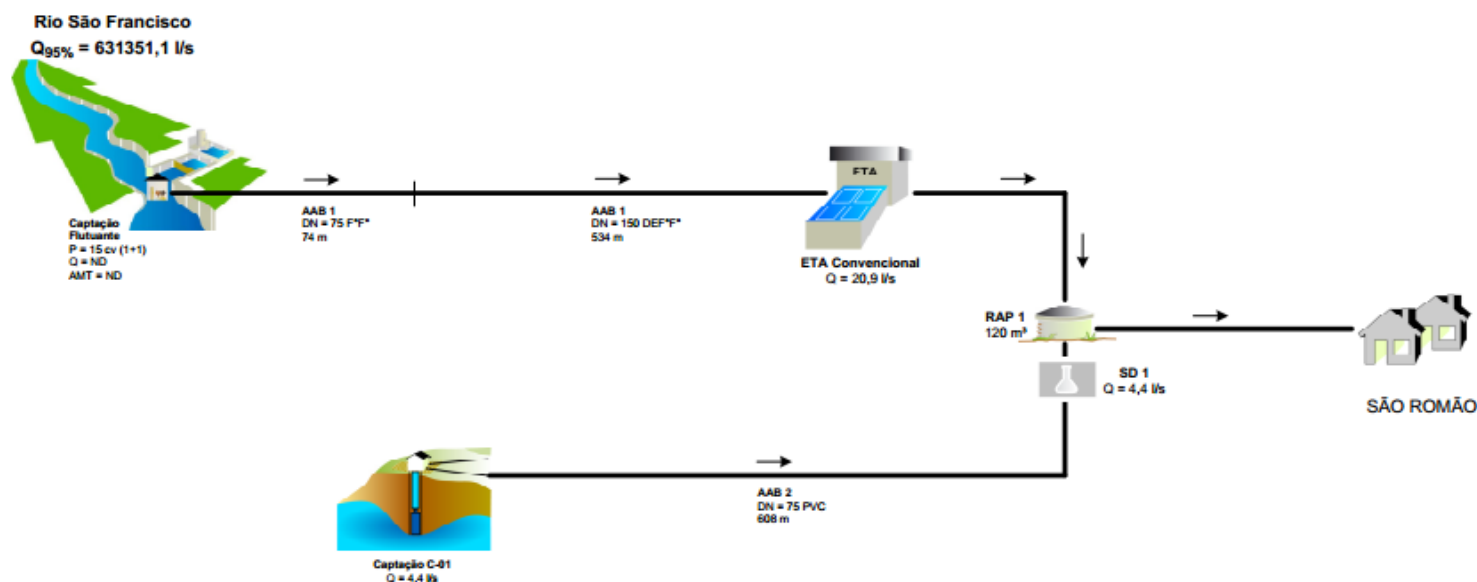 Rio São Francisco
Q95% = 631351,1 l/s
Captação
Flutuante
P = 15 cv (1+1)
Q = ND
AMT = ND
AAB 1
DN = 75 FºFº
74 m
AAB 1
DN = 150 DEFºFº
534 m
ETA
ETA Convencional
Q = 20,9 l/s
RAP 1
120 m³
SD 1
Q = 4,4 l/s
SÃO ROMÃO
AAB 2
DN = 75 PVC
608 m
Captação C-01
Q = 4,4 l/s